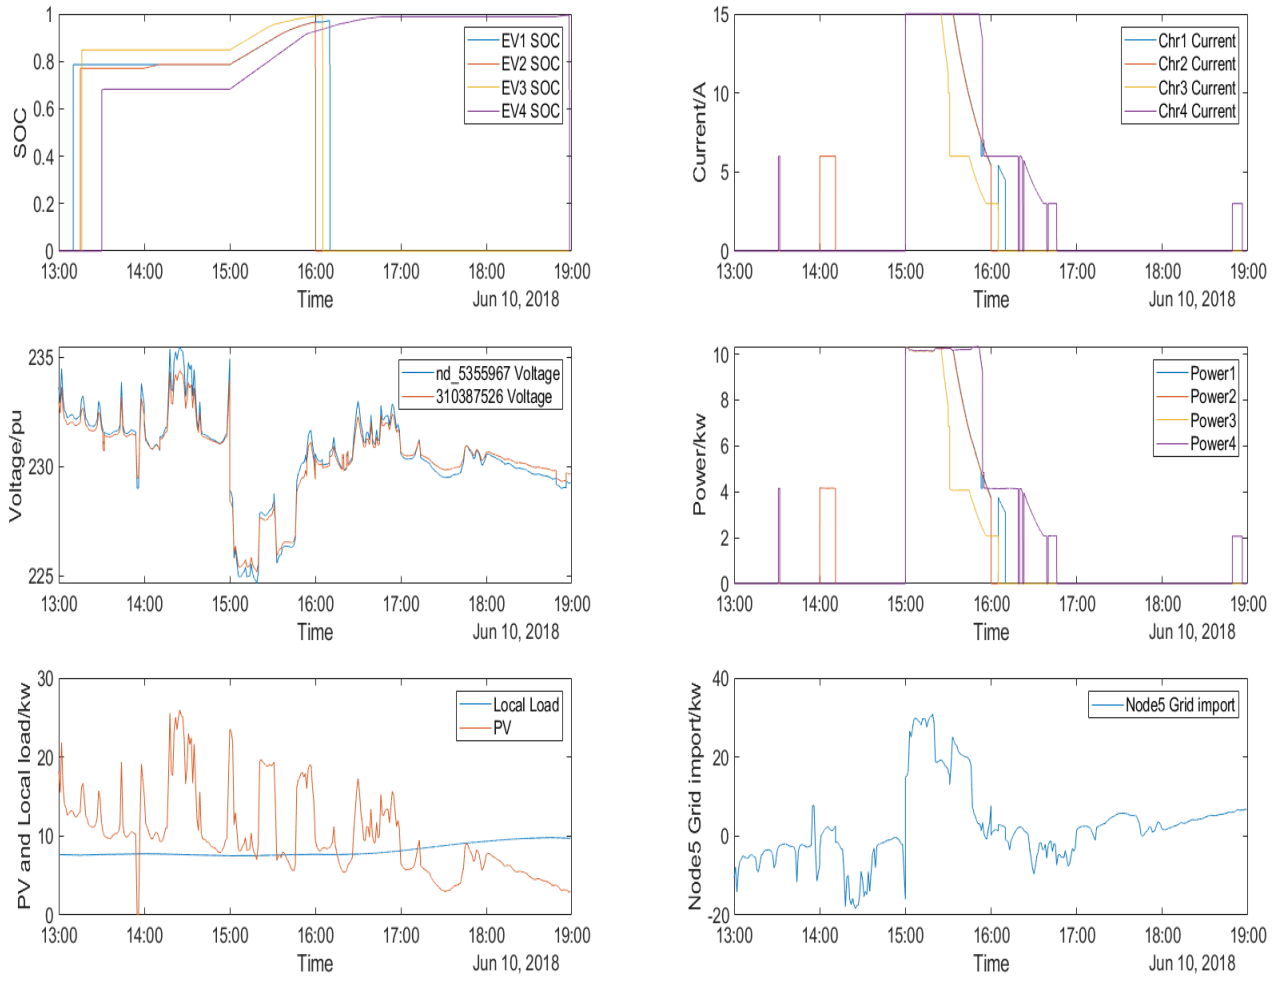 1
0.8
0.6
0.4
0.2
0
SOC
EV1 SOC
EV2 SOC
EV3 SOC
EV4 SOC
13:00 14:00 15:00 16:00 17:00 18:00 19:00
Time
Jun 10, 2018
15
10
5
0
Current/A
Chr1 Current
Chr2 Current
Chr3 Current
Chr4 Current
13:00 14:00 15:00 16:00 17:00 18:00 19:00
Time
Jun 10, 2018
235
230
225
Voltage/pu
nd_5355967 Voltage
310387526 Voltage
13:00 14:00 15:00 16:00 17:00 18:00 19:00
Time
Jun 10, 2018
10
8
6
4
2
0
Power/kw
Power1
Power2
Power3
Power4
13:00 14:00 15:00 16:00 17:00 18:00 19:00
Time
Jun 10, 2018
30
20
10
0
PV and Local load/kw
Local Load
PV
13:00 14:00 15:00 16:00 17:00 18:00 19:00
Time
Jun 10, 2018
40
20
0
-20
Node5 Grid import/kw
Node5 Grid import
13:00 14:00 15:00 16:00 17:00 18:00 19:00
Time
Jun 10, 2018